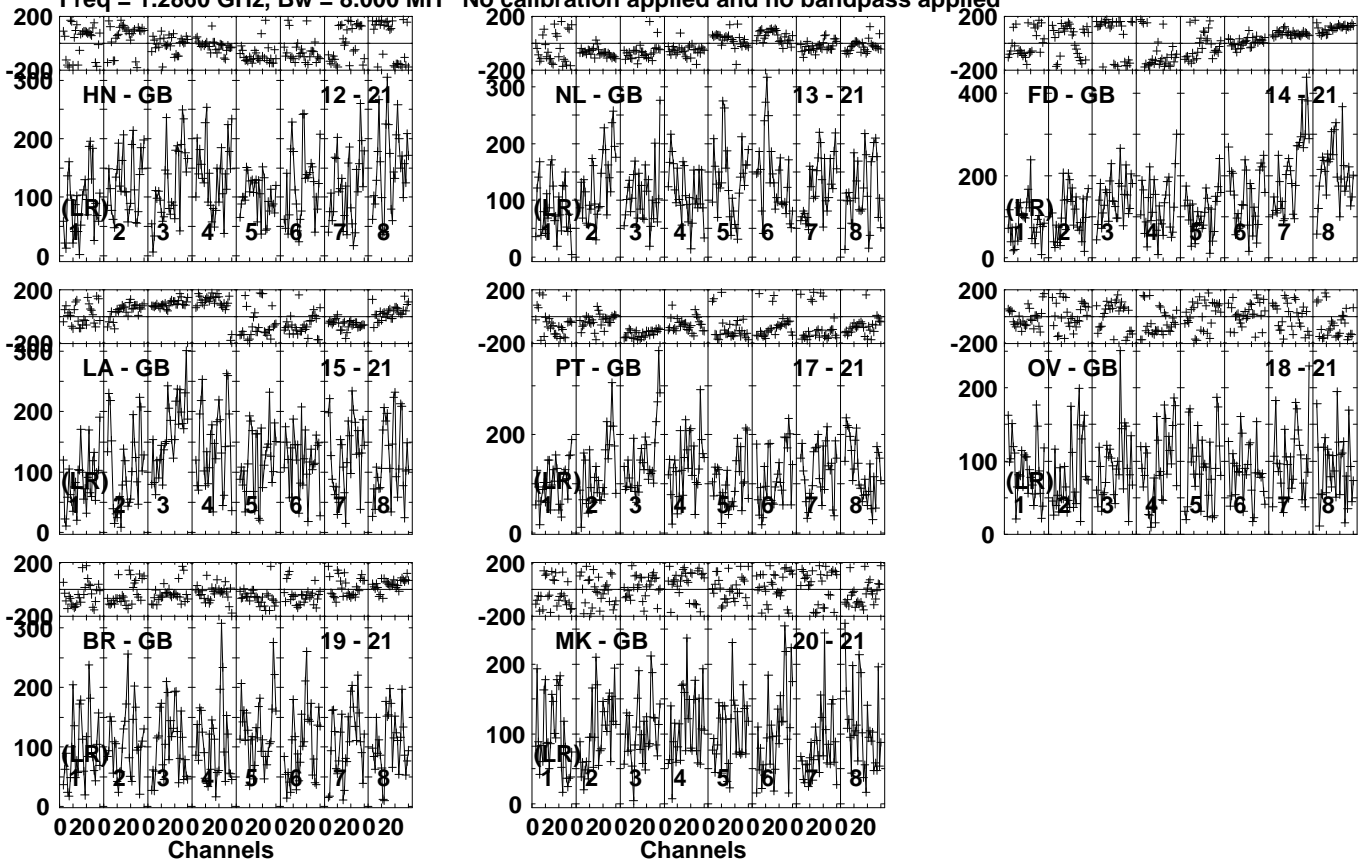 Freq = 1.2860 GHz, Bw = 8.000 MH No calibration applied and no bandpass applied
200
-200
300
200
100
0
HN - GB 12 - 21
(LR)
1 2 3 4 5 6 7 8
200
-200
300
200
100
0
NL - GB 13 - 21
(LR)
1 2 3 4 5 6 7 8
200
-200
400
200
0
FD - GB 14 - 21
(LR)
1 2 3 4 5 6 7 8
200
-200
300
200
100
0
LA - GB 15 - 21
(LR)
1 2 3 4 5 6 7 8
200
-200
200
0
PT - GB 17 - 21
(LR)
1 2 3 4 5 6 7 8
200
-200
200
100
0
OV - GB 18 - 21
(LR)
1 2 3 4 5 6 7 8
200
-200
300
200
100
0
BR - GB 19 - 21
(LR)
1 2 3 4 5 6 7 8
0 20 0 20 0 20 0 20 0 20 0 20 0 20 0 20
Channels
200
-200
200
100
0
MK - GB 20 - 21
(LR)
1 2 3 4 5 6 7 8
0 20 0 20 0 20 0 20 0 20 0 20 0 20 0 20
Channels